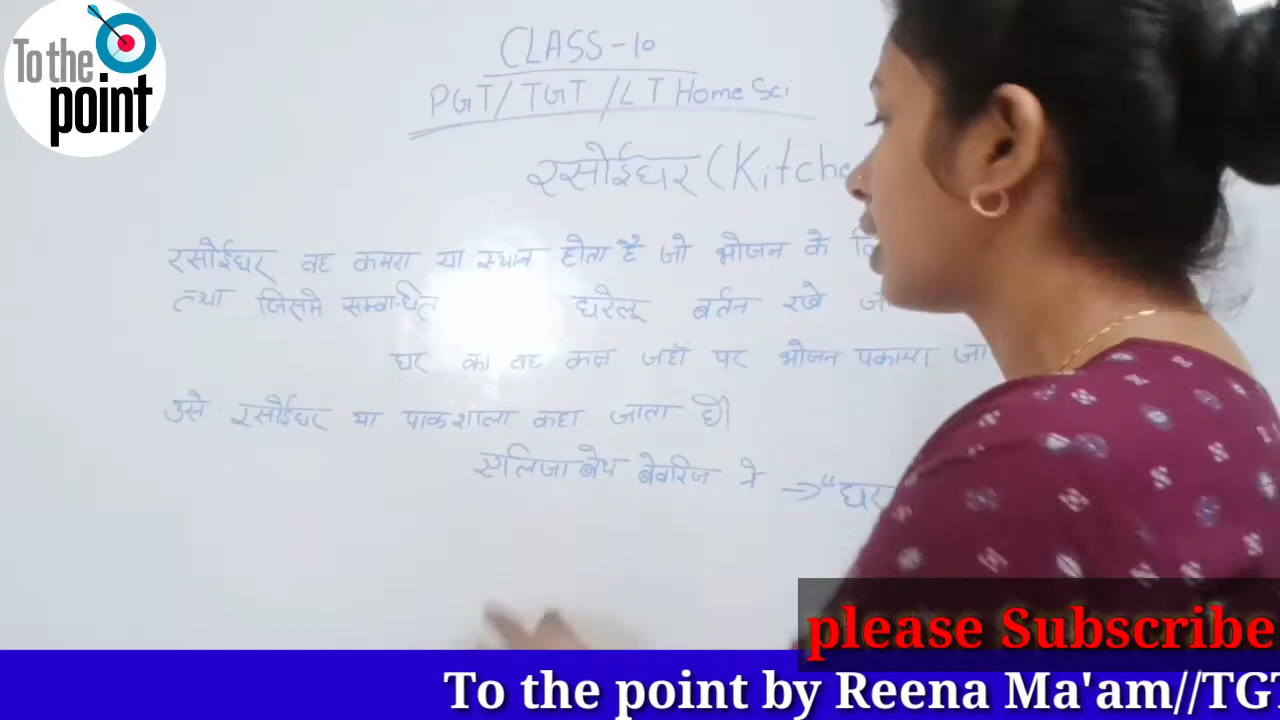 To the
point
CLASS-10
PGT/TGT/LT Home Sci
रसोईघर (Kitche
रसोईघर वह कमरा या स्थान होता है जो भोजन के
तथा जिसमे सम्बन्धित घरेलू बर्तन रखे
घर का वह कक्ष जहाँ पर भोजन पकाया जा
उसे रसोईघर या पाकशाला कहा जाता है।
एलिजाबेथ बेवरिज ने → "घर
please Subscribe
To the point by Reena Ma'am//TGT